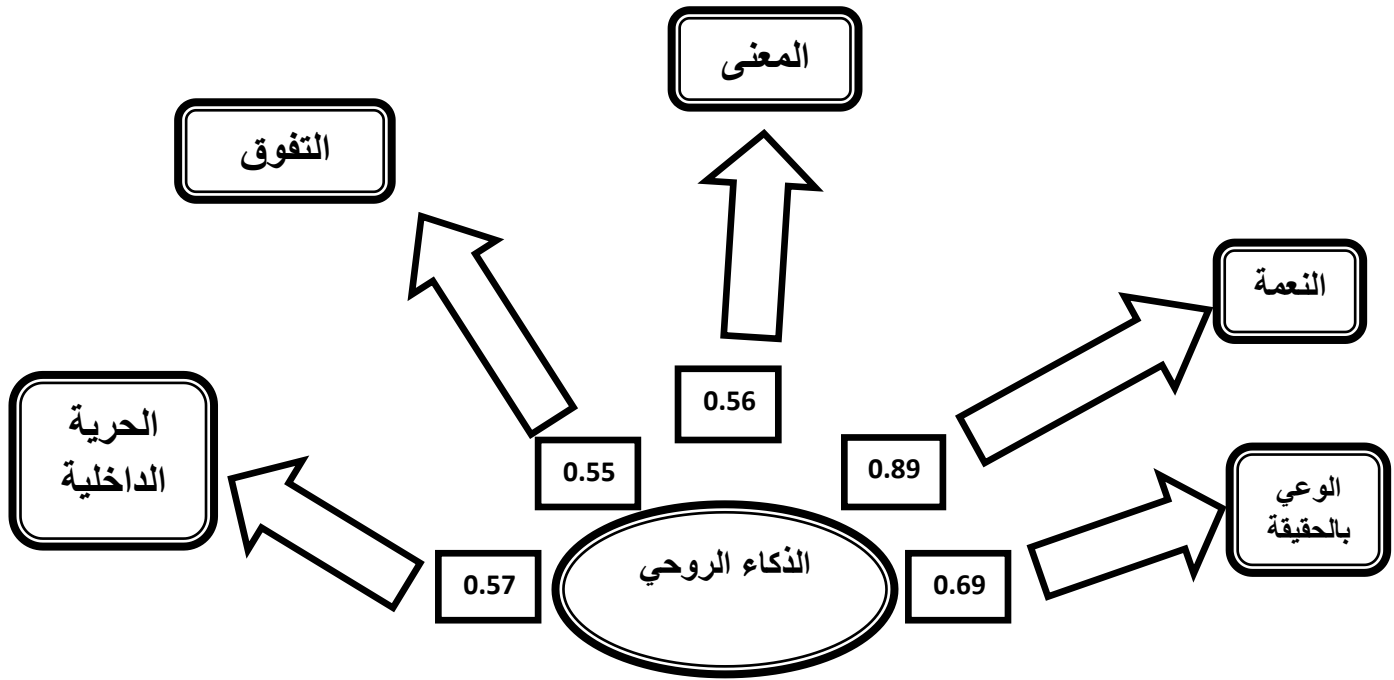 المعنى
التفوق
النعمة
الحرية
الداخلية
0.56
0.55
0.89
الوعي
بالحقيقة
الذكاء الروحي
0.57
0.69